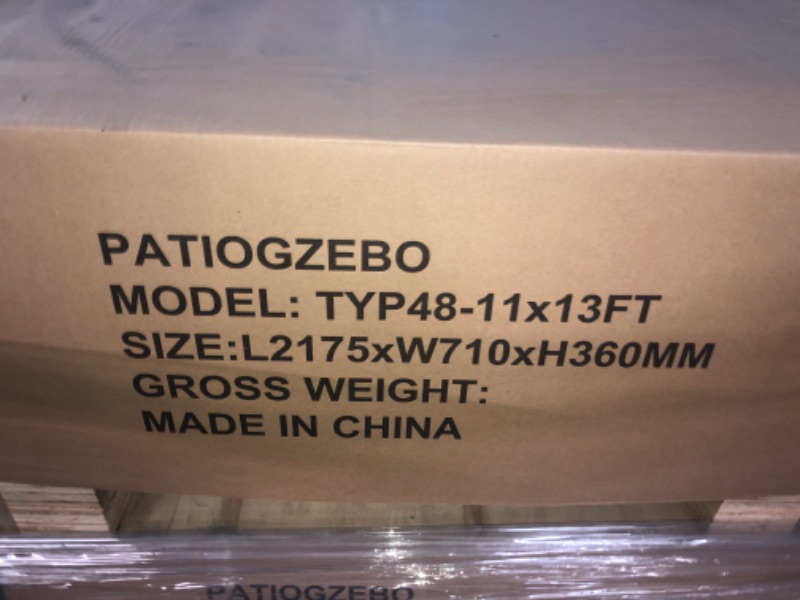 PATIOGZEBO
MODEL: TYP48-11x13FT
SIZE:L2175xW710xH360MM
GROSS WEIGHT:
MADE IN CHINA
PATIOGZEBO